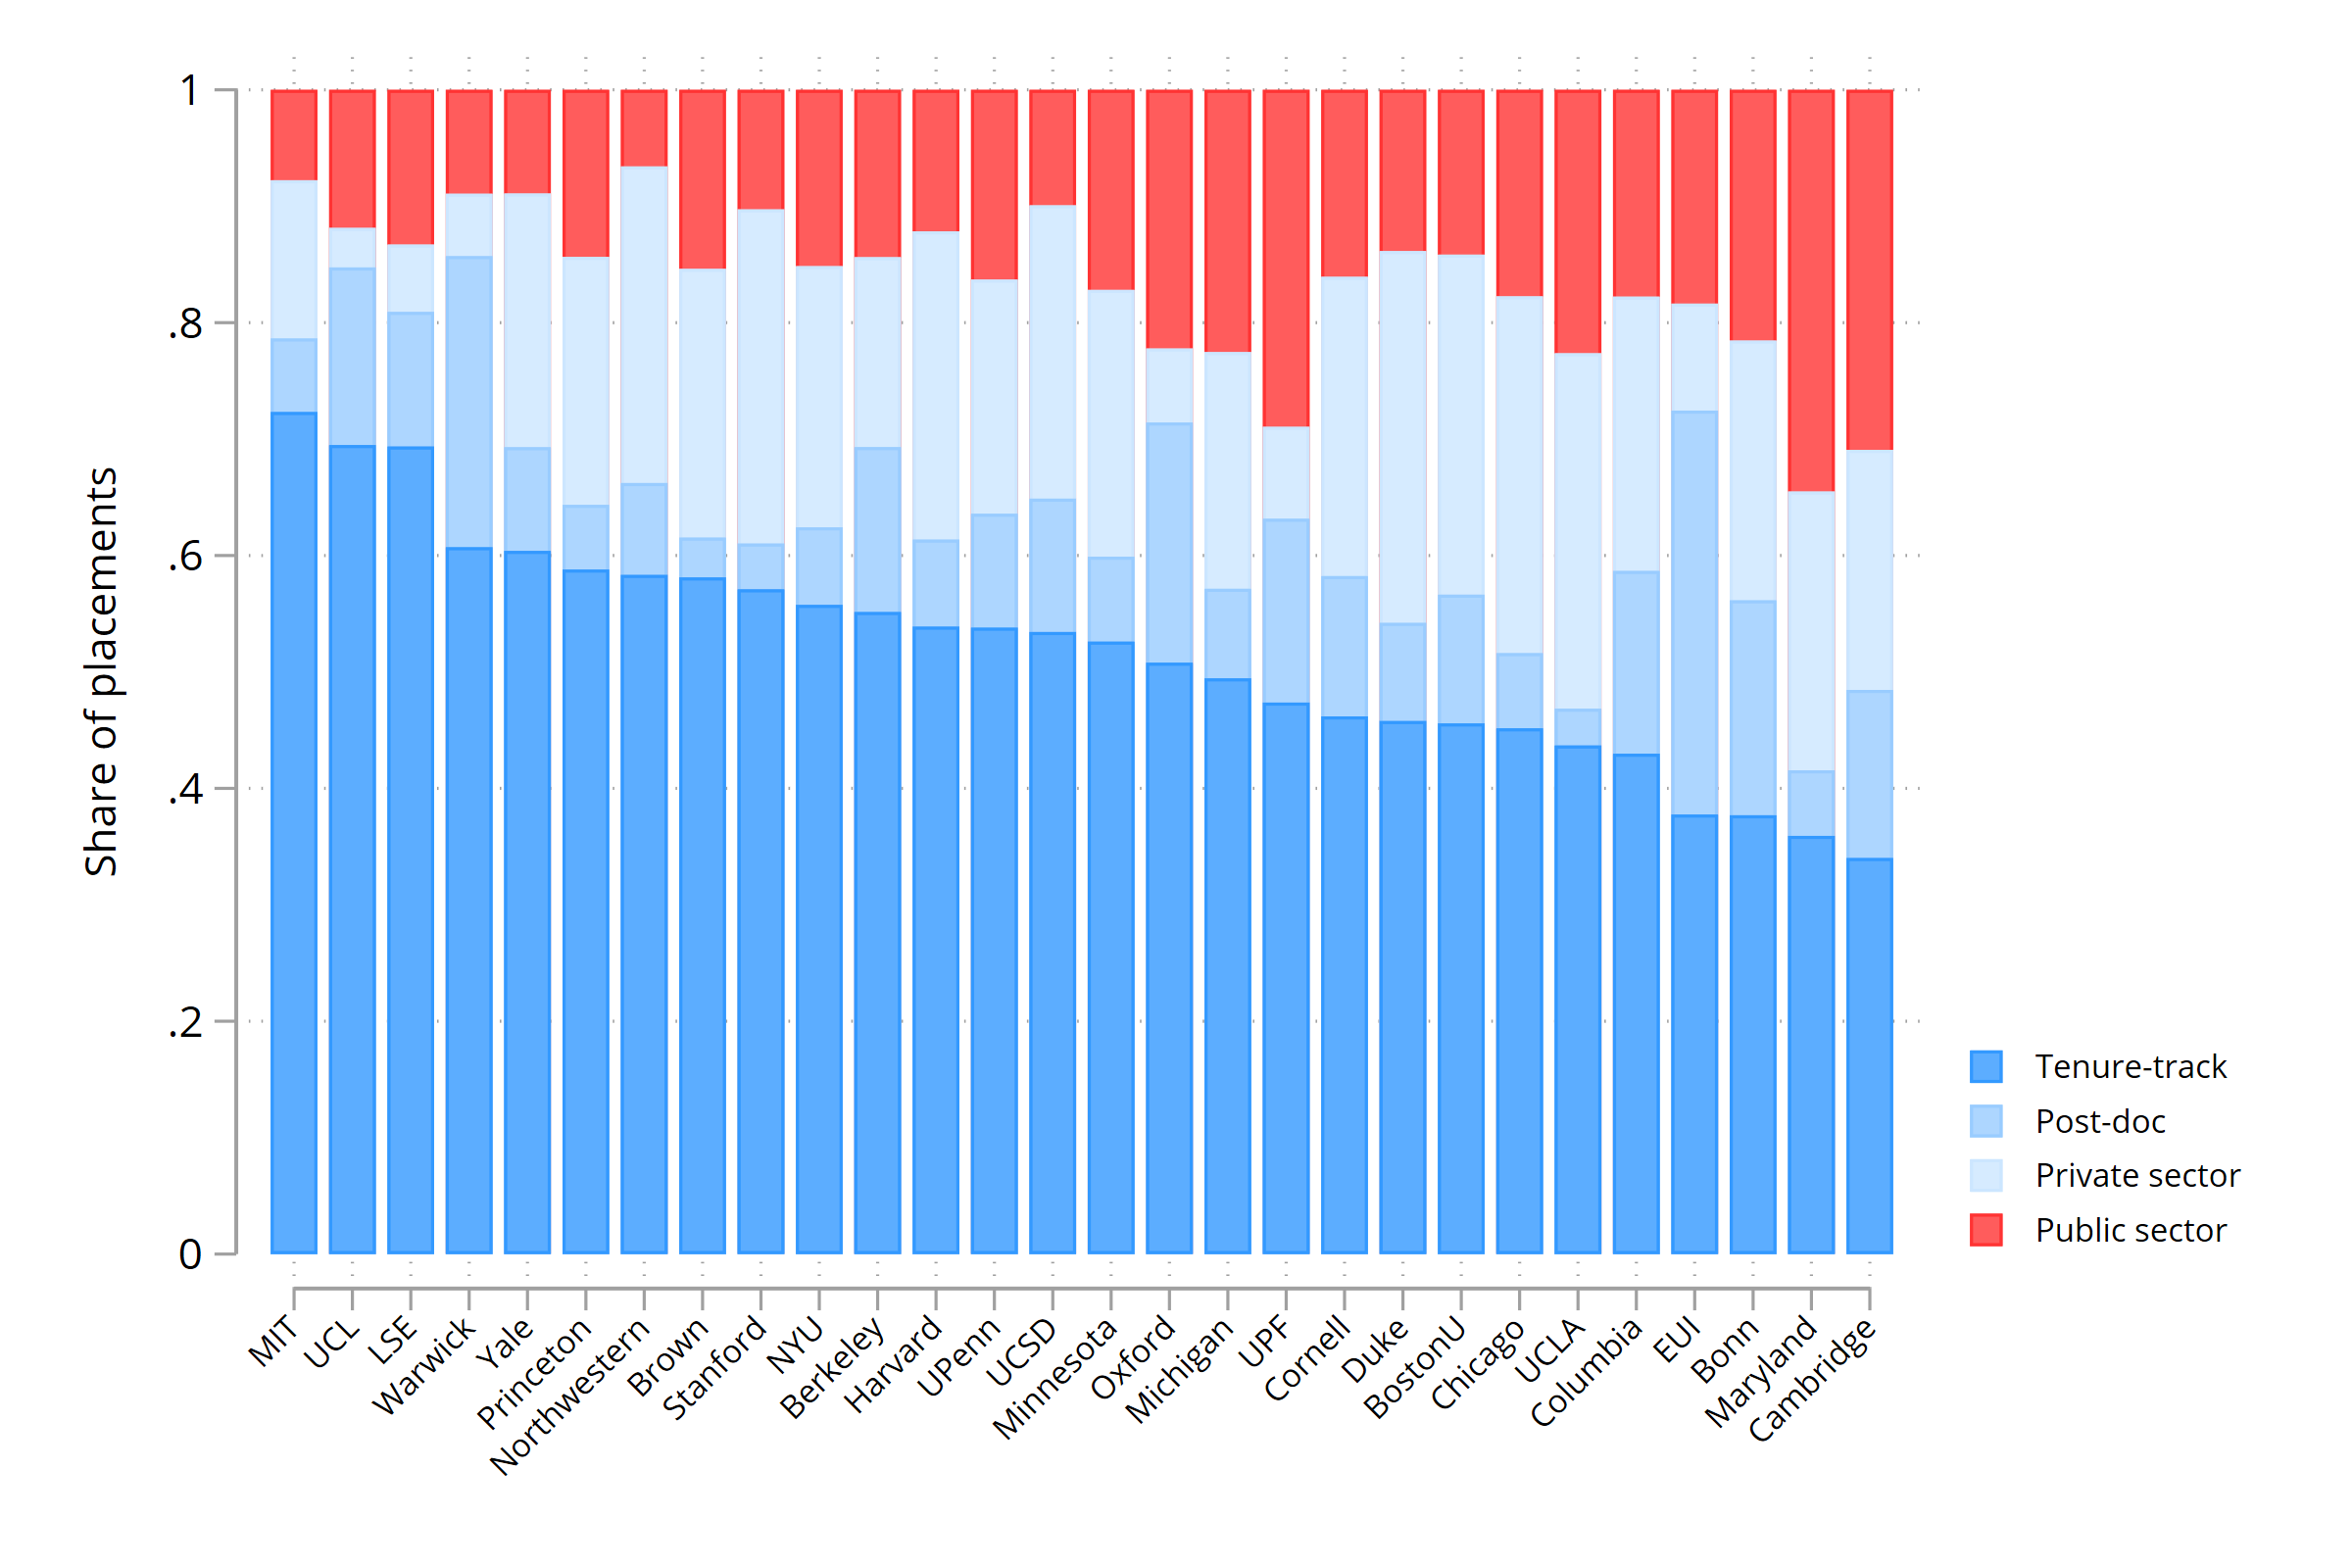 Share of placements
1
.8
.6
.4
.2
0
MIT
UCL
LSE
Warwick
Yale
Princeton
Northwestern
Brown
Stanford
NYU
Berkeley
Harvard
UPenn
UCSD
Minnesota
Oxford
Michigan
UPF
Cornell
Duke
BostonU
Chicago
UCLA
Columbia
EUI
Bonn
Maryland
Cambridge
Tenure-track
Post-doc
Private sector
Public sector